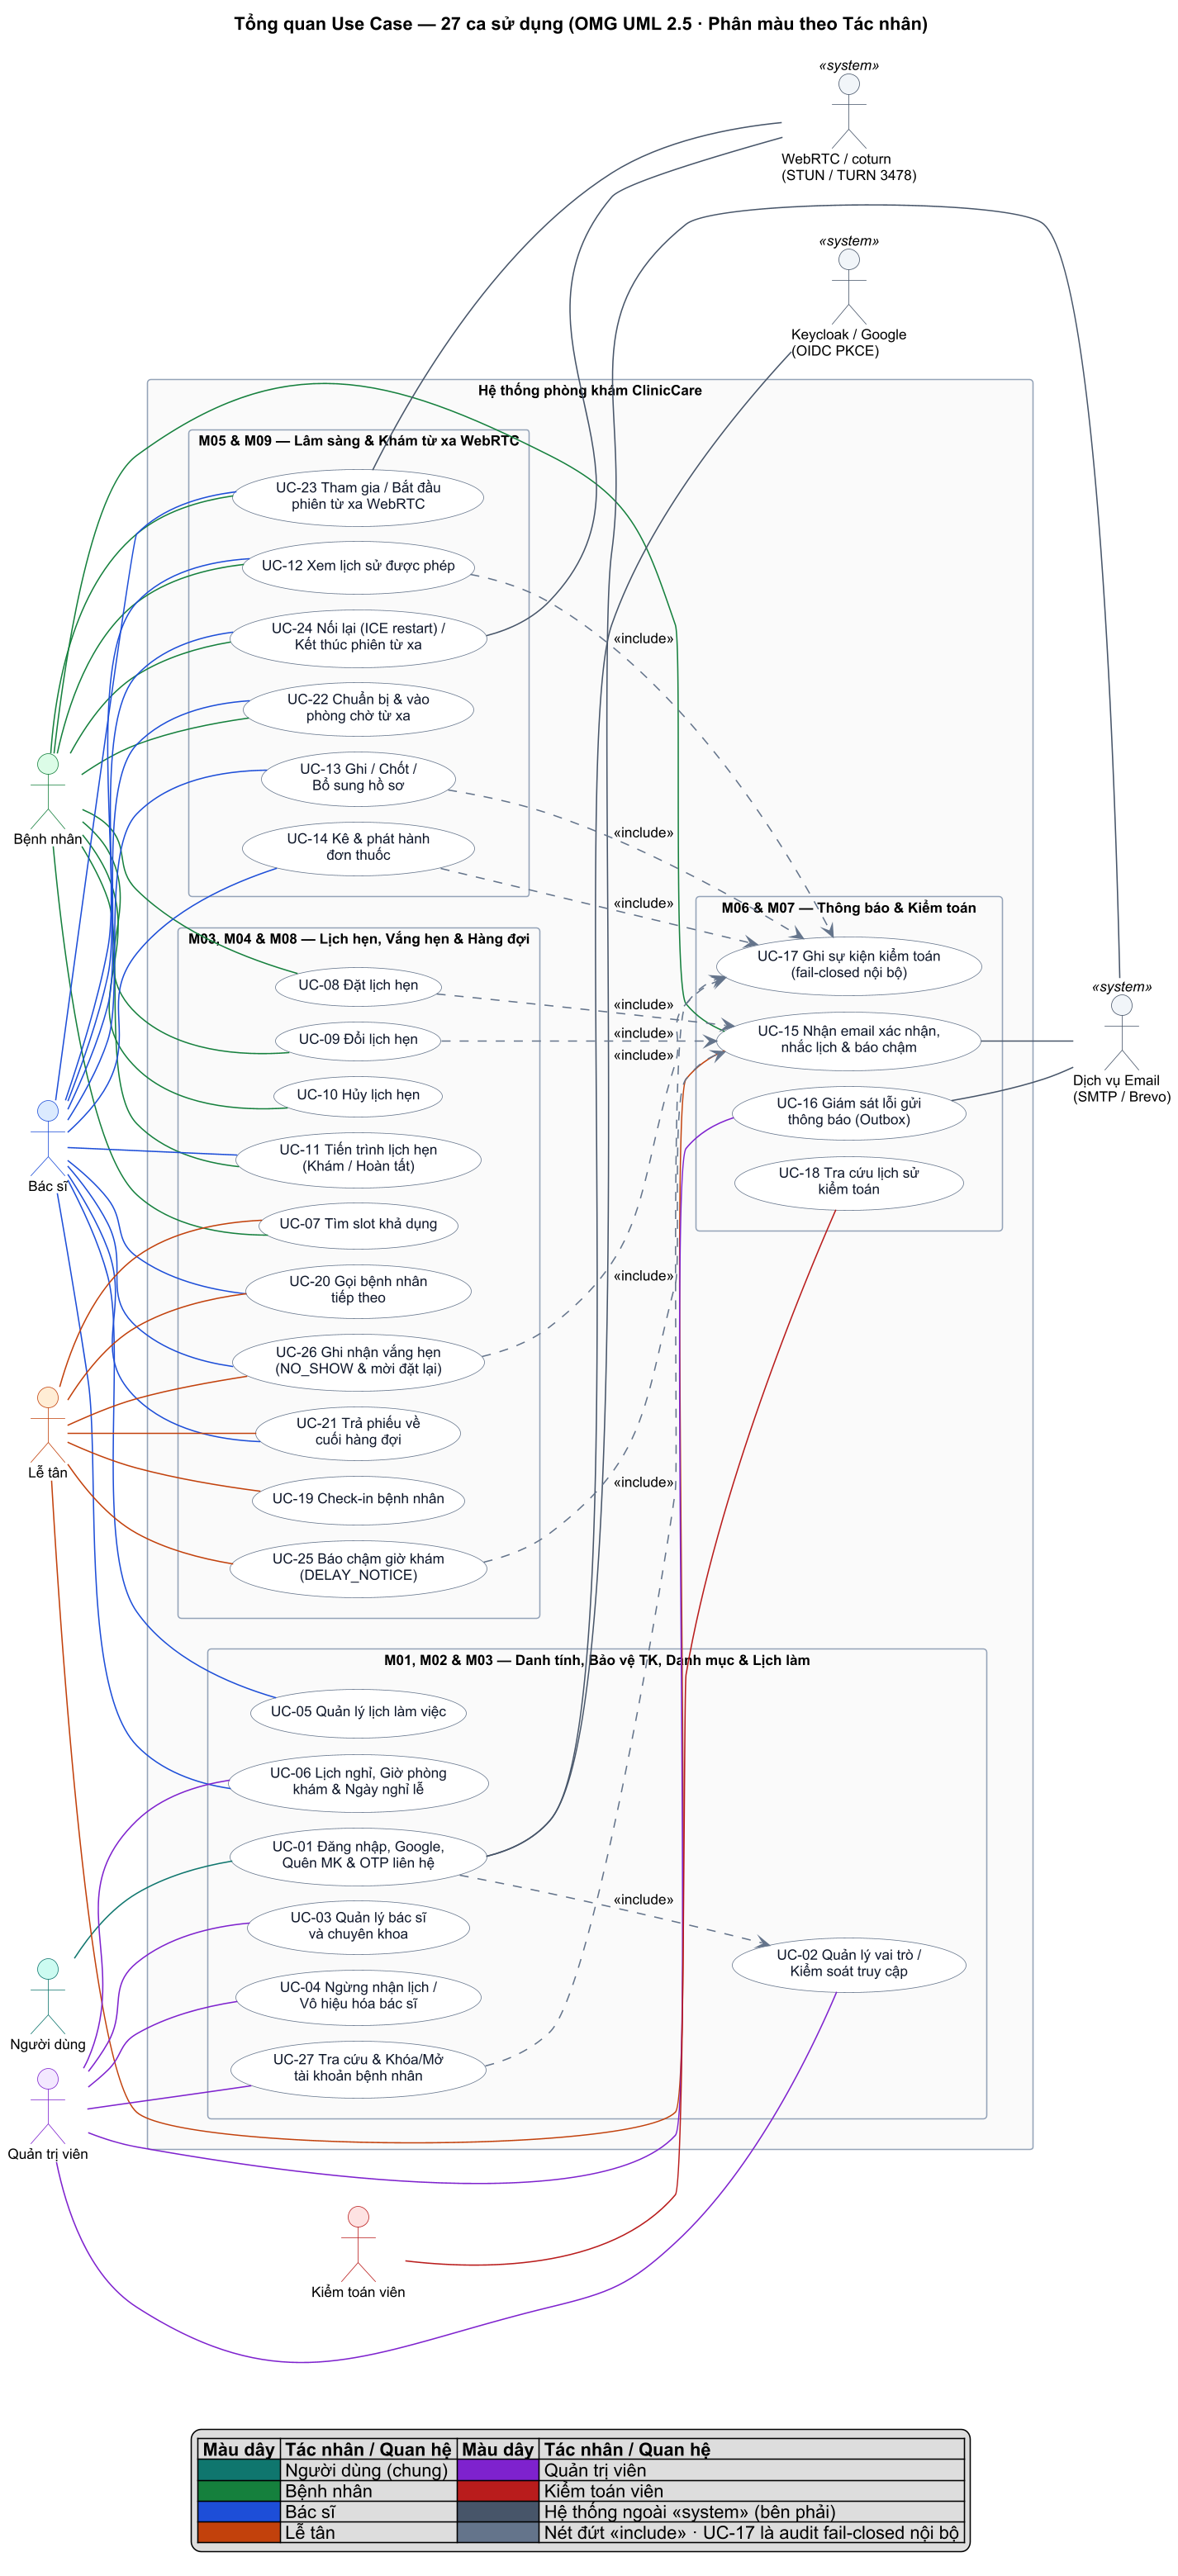 Tổng quan Use Case — 27 ca sử dụng (OMG UML 2.5 · Phân màu theo Tác nhân)
«system»
WebRTC / coturn
(STUN / TURN 3478)
«system»
Keycloak / Google
(OIDC PKCE)
Hệ thống phòng khám ClinicCare
M05 & M09 — Lâm sàng & Khám từ xa WebRTC
UC-23 Tham gia / Bắt đầu
phiên từ xa WebRTC
UC-12 Xem lịch sử được phép
UC-24 Nối lại (ICE restart) /
Kết thúc phiên từ xa
«include»
UC-22 Chuẩn bị & vào
phòng chờ từ xa
UC-13 Ghi / Chốt /
Bổ sung hồ sơ
Bệnh nhân
UC-14 Kê & phát hành
đơn thuốc
«include»
«include»
M06 & M07 — Thông báo & Kiểm toán
M03, M04 & M08 — Lịch hẹn, Vắng hẹn & Hàng đợi
UC-17 Ghi sự kiện kiểm toán
(fail-closed nội bộ)
UC-08 Đặt lịch hẹn
«include»
«system»
UC-09 Đổi lịch hẹn
«include»
«include»
UC-15 Nhận email xác nhận,
nhắc lịch & báo chậm
Dịch vụ Email
(SMTP / Brevo)
UC-10 Hủy lịch hẹn
UC-16 Giám sát lỗi gửi
thông báo (Outbox)
UC-11 Tiến trình lịch hẹn
(Khám / Hoàn tất)
Bác sĩ
UC-18 Tra cứu lịch sử
kiểm toán
UC-07 Tìm slot khả dụng
UC-20 Gọi bệnh nhân
tiếp theo
«include»
UC-26 Ghi nhận vắng hẹn
(NO_SHOW & mời đặt lại)
UC-21 Trả phiếu về
cuối hàng đợi
Lễ tân
UC-19 Check-in bệnh nhân
«include»
UC-25 Báo chậm giờ khám
(DELAY_NOTICE)
M01, M02 & M03 — Danh tính, Bảo vệ TK, Danh mục & Lịch làm
UC-05 Quản lý lịch làm việc
UC-06 Lịch nghỉ, Giờ phòng
khám & Ngày nghỉ lễ
UC-01 Đăng nhập, Google,
Quên MK & OTP liên hệ
«include»
UC-03 Quản lý bác sĩ
và chuyên khoa
UC-02 Quản lý vai trò /
Kiểm soát truy cập
UC-04 Ngừng nhận lịch /
Vô hiệu hóa bác sĩ
Người dùng
UC-27 Tra cứu & Khóa/Mở
tài khoản bệnh nhân
Quản trị viên
Kiểm toán viên
Màu dây Tác nhân / Quan hệ Màu dây Tác nhân / Quan hệ
Người dùng (chung) Quản trị viên
Bệnh nhân Kiểm toán viên
Bác sĩ Hệ thống ngoài «system» (bên phải)
Lễ tân Nét đứt «include» · UC-17 là audit fail-closed nội bộ